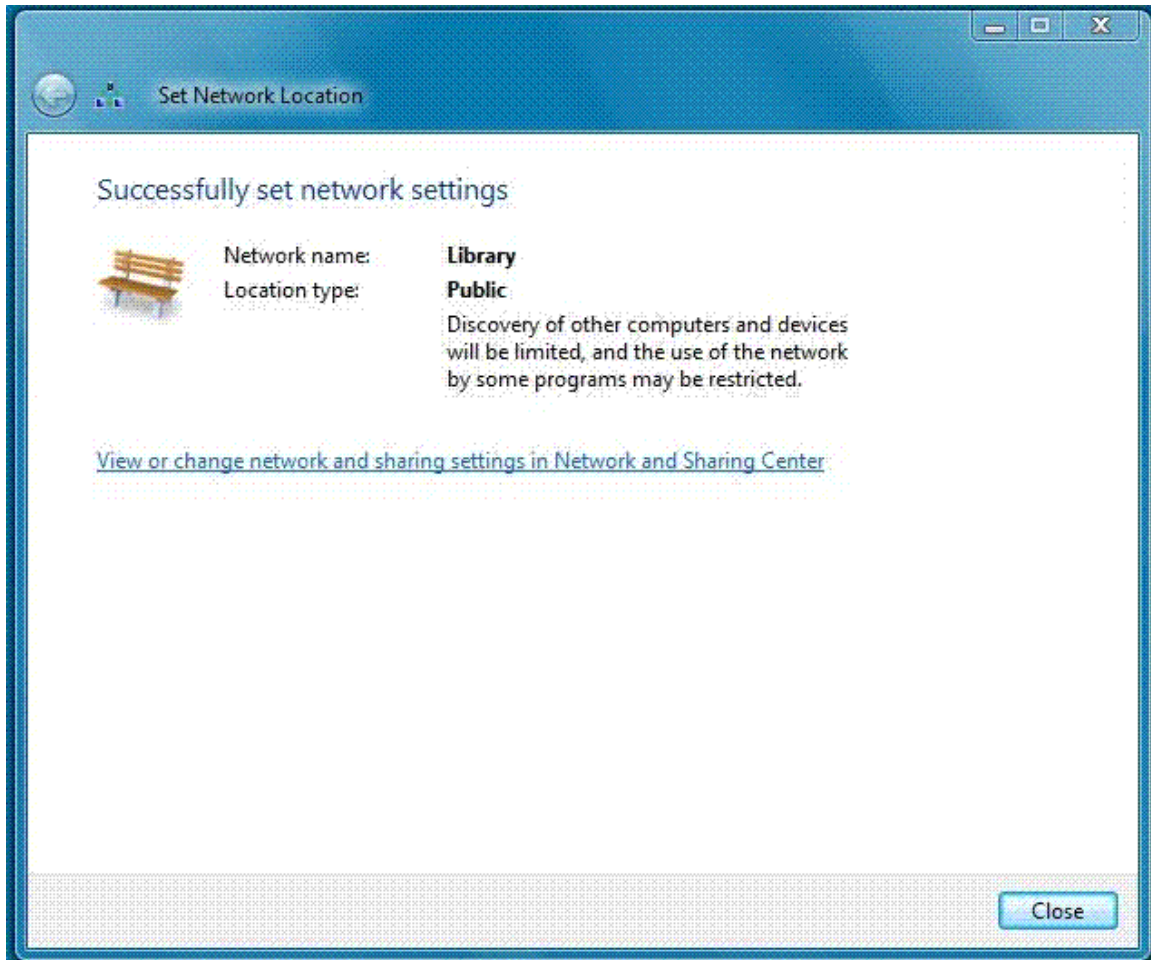 Set Network Location
Successfully set network settings
Network name: Library
Location type: Public
Discovery of other computers and devices
will be limited, and the use of the network
by some programs may be restricted.
View or change network and sharing settings in Network and Sharing Center
Close